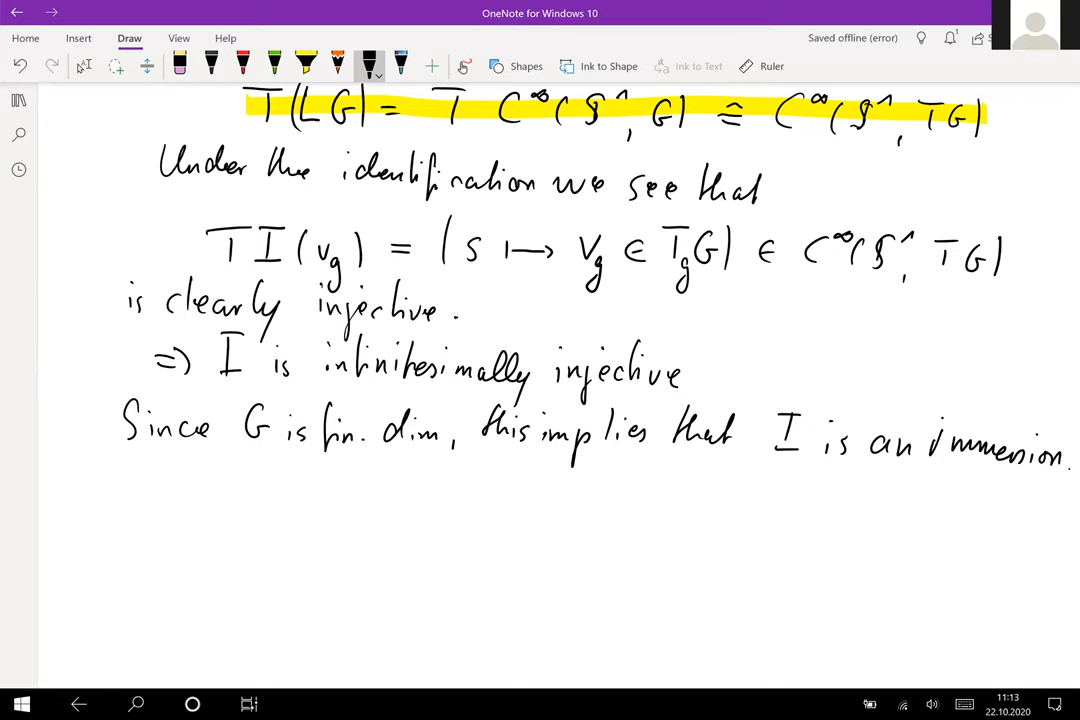 OneNote for Windows 10
Home Insert Draw View Help
Saved offline (error)
Shapes Ink to Shape Ink to Text Ruler
T(LG) = T C^∞(S^1, G) ≅ C^∞(S^1, TG)
Under the identification we see that
TI(v_g) = (s ↦ v_g ∈ T_gG) ∈ C^∞(S^1, TG)
is clearly injective.
=> I is infinitesimally injective
Since G is fin. dim, this implies that I is an immersion.
11:13
22.10.2020